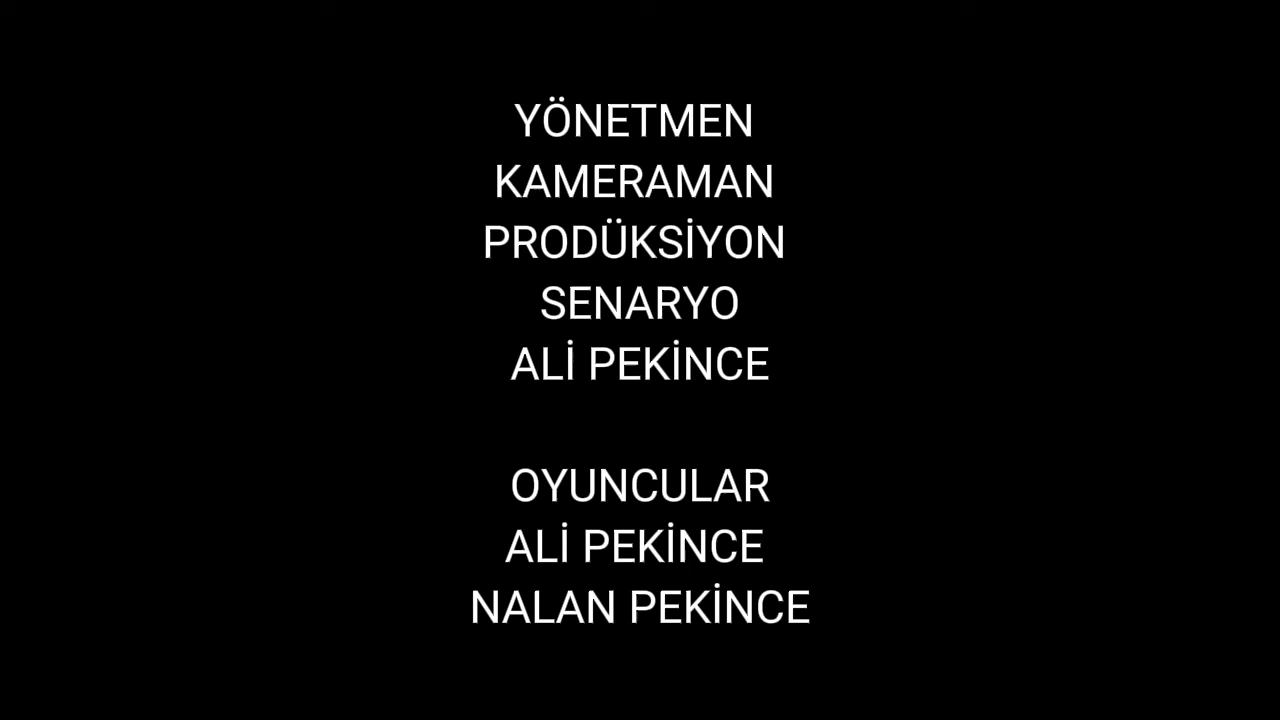 YÖNETMEN
KAMERAMAN
PRODÜKSİYON
SENARYO
ALİ PEKİNCE
OYUNCULAR
ALİ PEKİNCE
NALAN PEKİNCE